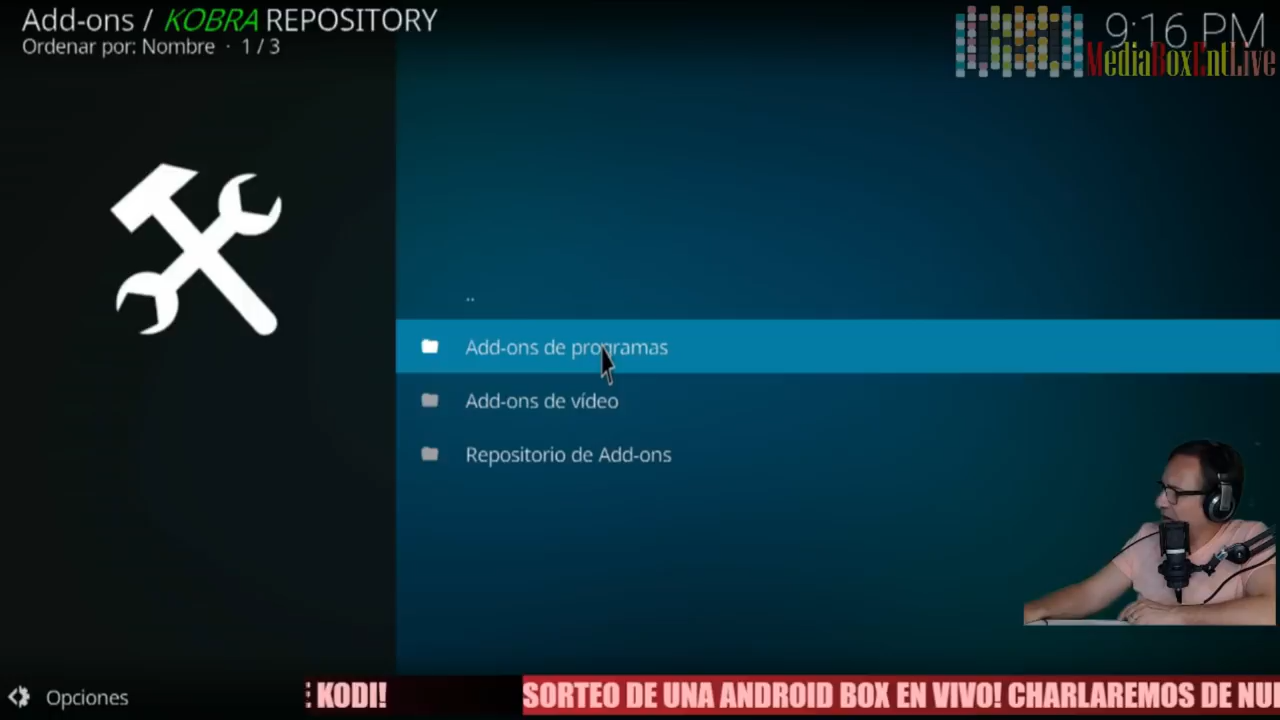 Add-ons / KOBRA REPOSITORY
Ordenar por: Nombre · 1 / 3
9:16 PM
MediaBoxEntLive
..
Add-ons de programas
Add-ons de vídeo
Repositorio de Add-ons
Opciones
: KODI!
SORTEO DE UNA ANDROID BOX EN VIVO! CHARLAREMOS DE